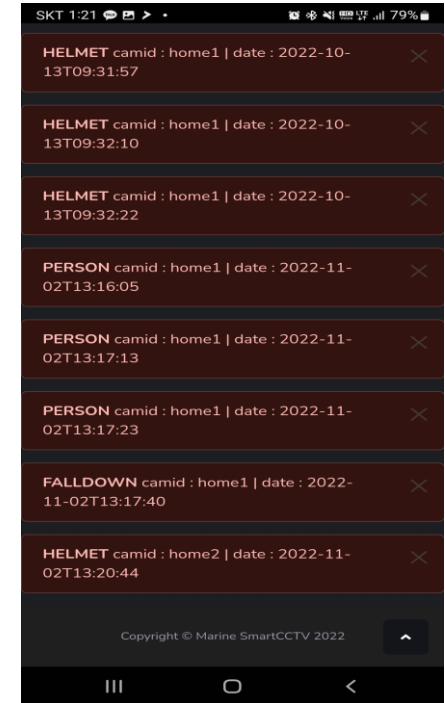 SKT 1:21
LTE 79%
HELMET camid : home1 | date : 2022-10-
13T09:31:57
HELMET camid : home1 | date : 2022-10-
13T09:32:10
HELMET camid : home1 | date : 2022-10-
13T09:32:22
PERSON camid : home1 | date : 2022-11-
02T13:16:05
PERSON camid : home1 | date : 2022-11-
02T13:17:13
PERSON camid : home1 | date : 2022-11-
02T13:17:23
FALLDOWN camid : home1 | date : 2022-
11-02T13:17:40
HELMET camid : home2 | date : 2022-11-
02T13:20:44
Copyright © Marine SmartCCTV 2022